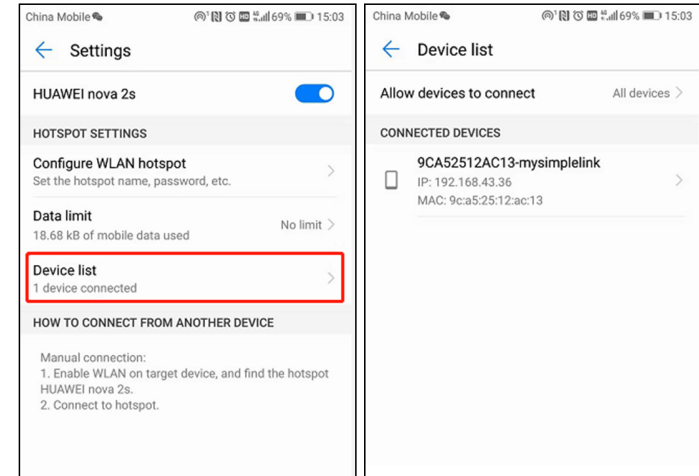 China Mobile
69% 15:03
Settings
HUAWEI nova 2s
HOTSPOT SETTINGS
Configure WLAN hotspot
Set the hotspot name, password, etc.
Data limit
18.68 kB of mobile data used
No limit
Device list
1 device connected
HOW TO CONNECT FROM ANOTHER DEVICE
Manual connection:
1. Enable WLAN on target device, and find the hotspot
HUAWEI nova 2s.
2. Connect to hotspot.
China Mobile
69% 15:03
Device list
Allow devices to connect
All devices
CONNECTED DEVICES
9CA52512AC13-mysimplelink
IP: 192.168.43.36
MAC: 9c:a5:25:12:ac:13